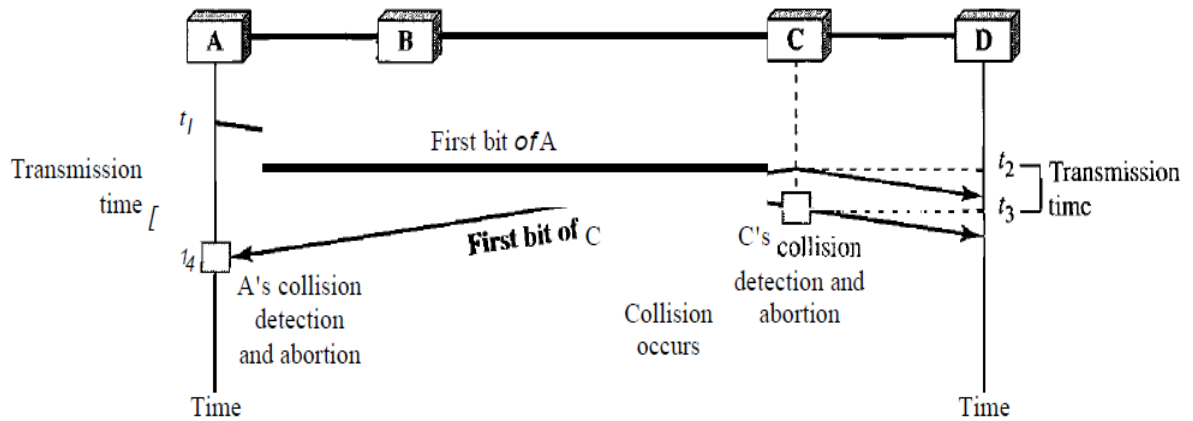 A B C D
t1
First bit of A
t2
Transmission
time [
Transmission
time
t3
First bit of C
t4
C's collision
detection and
abortion
A's collision
detection
and abortion
Collision
occurs
Time
Time